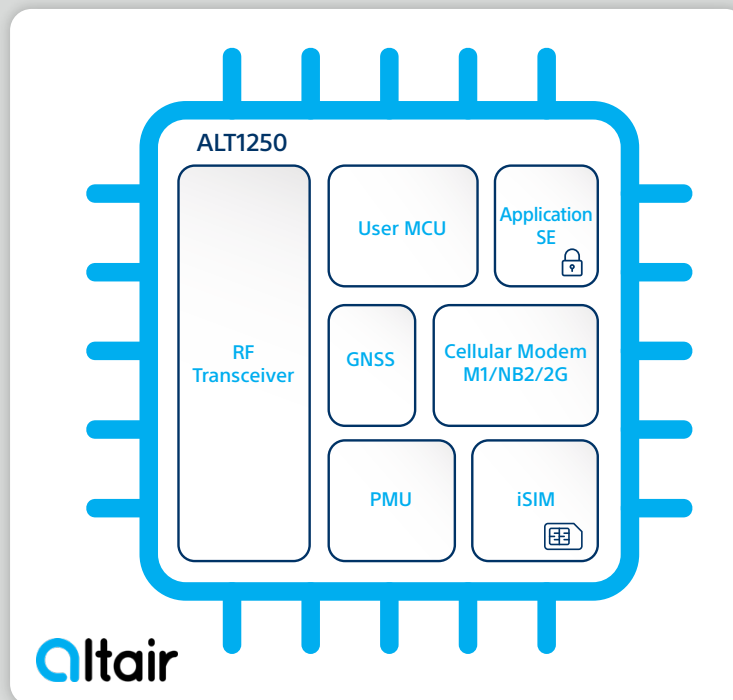 ALT1250
User MCU
Application
SE
RF
Transceiver
GNSS
Cellular Modem
M1/NB2/2G
PMU
iSIM
altair